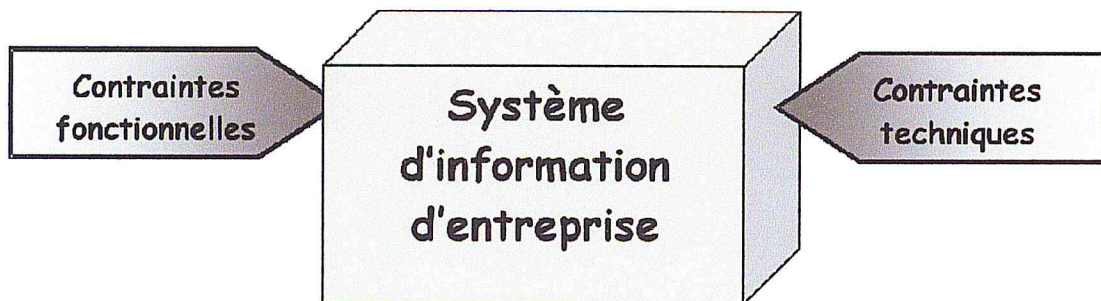 Contraintes
fonctionnelles
Système
d'information
d'entreprise
Contraintes
techniques